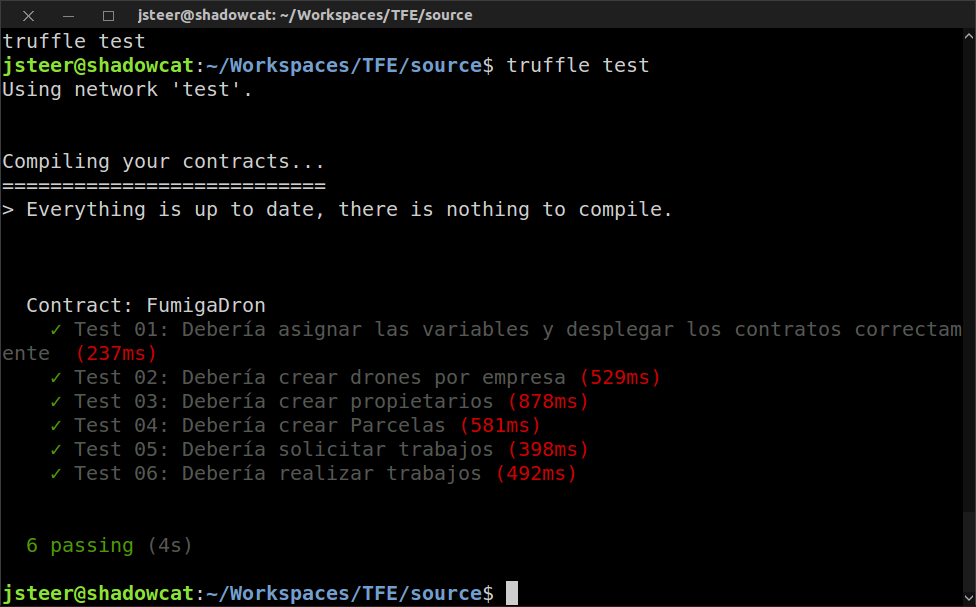 jsteer@shadowcat: ~/Workspaces/TFE/source
truffle test
jsteer@shadowcat:~/Workspaces/TFE/source$ truffle test
Using network 'test'.
Compiling your contracts...
===========================
> Everything is up to date, there is nothing to compile.
Contract: FumigaDron
✓ Test 01: Debería asignar las variables y desplegar los contratos correctam
ente (237ms)
✓ Test 02: Debería crear drones por empresa (529ms)
✓ Test 03: Debería crear propietarios (878ms)
✓ Test 04: Debería crear Parcelas (581ms)
✓ Test 05: Debería solicitar trabajos (398ms)
✓ Test 06: Debería realizar trabajos (492ms)
6 passing (4s)
jsteer@shadowcat:~/Workspaces/TFE/source$